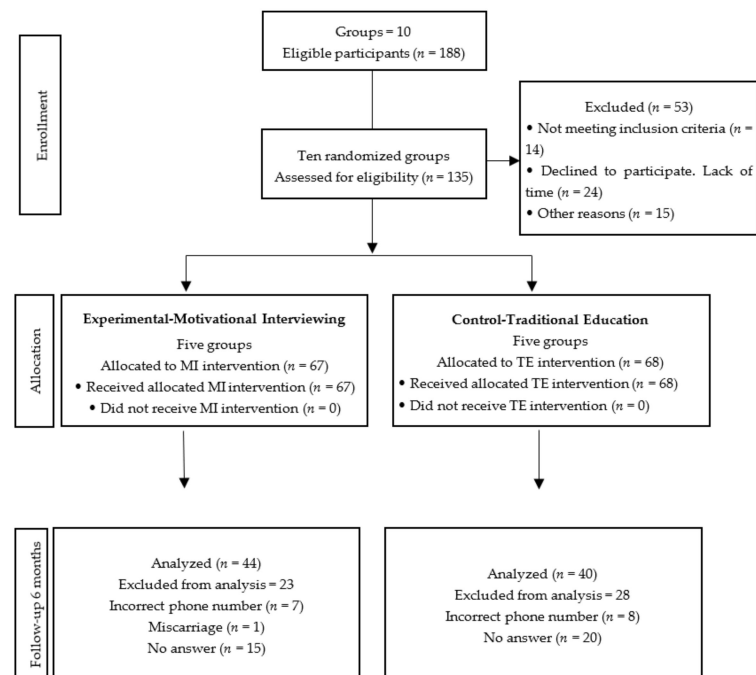 Enrollment
Groups = 10
Eligible participants (n = 188)
Ten randomized groups
Assessed for eligibility (n = 135)
Excluded (n = 53)
• Not meeting inclusion criteria (n =
14)
• Declined to participate. Lack of
time (n = 24)
• Other reasons (n = 15)
Allocation
Experimental-Motivational Interviewing
Five groups
Allocated to MI intervention (n = 67)
• Received allocated MI intervention (n = 67)
• Did not receive MI intervention (n = 0)
Control-Traditional Education
Five groups
Allocated to TE intervention (n = 68)
• Received allocated TE intervention (n = 68)
• Did not receive TE intervention (n = 0)
Follow-up 6 months
Analyzed (n = 44)
Excluded from analysis = 23
Incorrect phone number (n = 7)
Miscarriage (n = 1)
No answer (n = 15)
Analyzed (n = 40)
Excluded from analysis = 28
Incorrect phone number (n = 8)
No answer (n = 20)